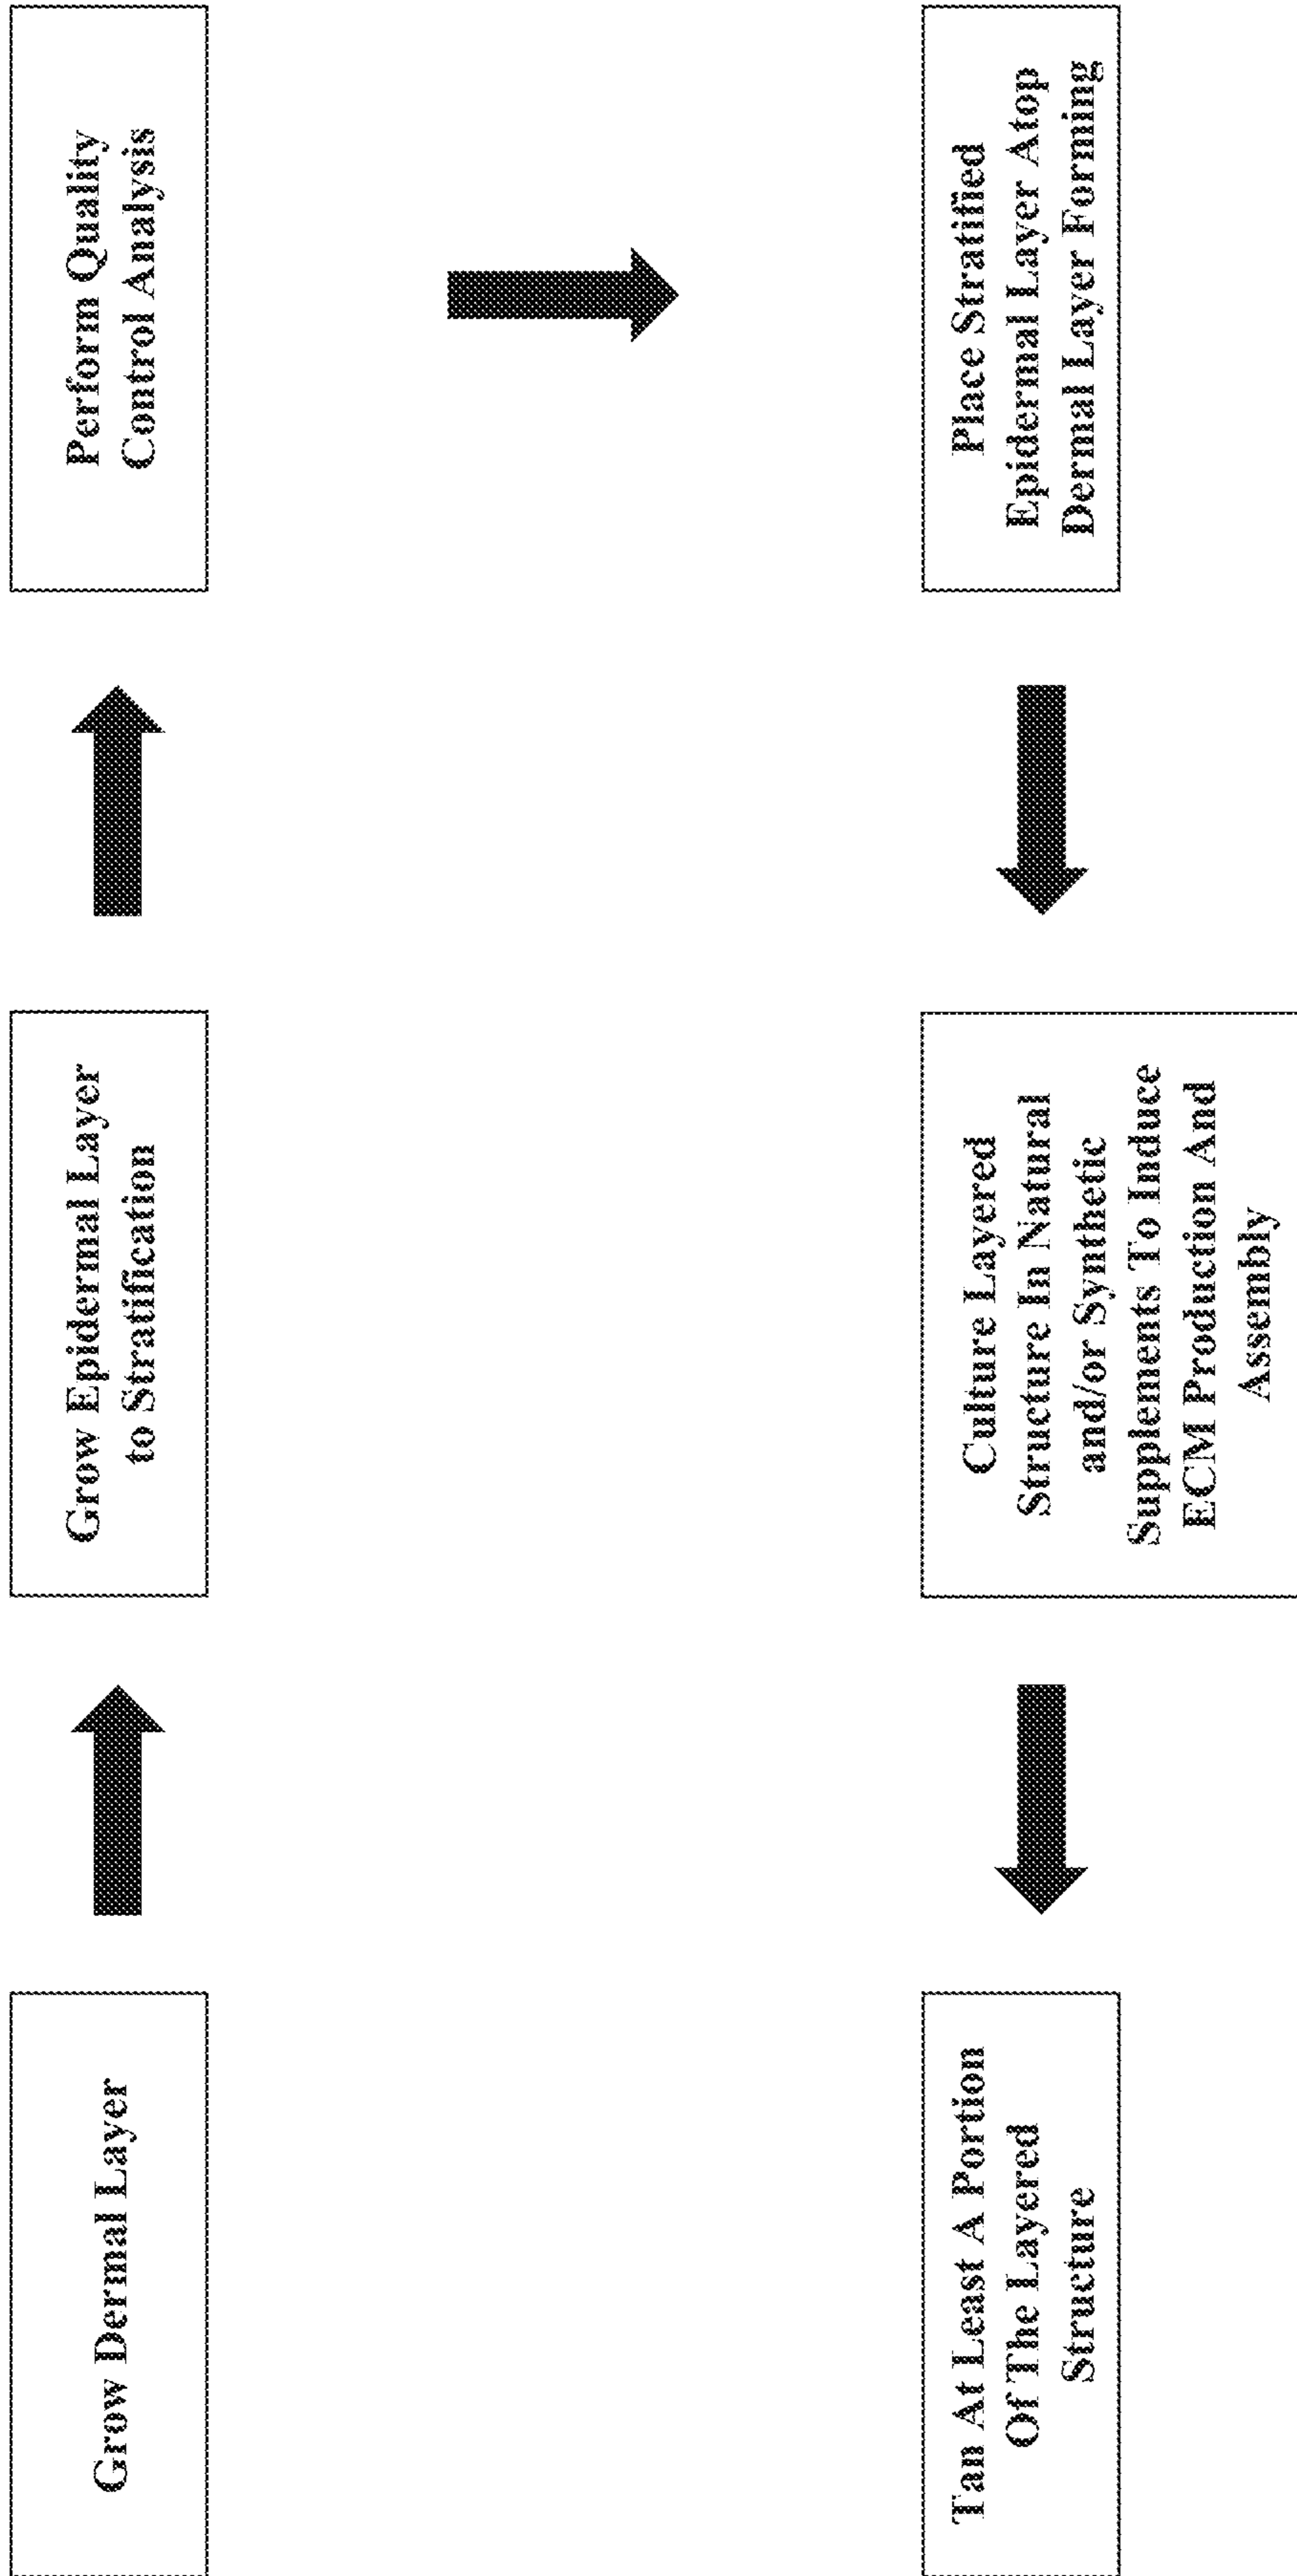 Grow Dermal Layer
Grow Epidermal Layer
to Stratification
Perform Quality
Control Analysis
Place Stratified
Epidermal Layer Atop
Dermal Layer Forming
Culture Layered
Structure In Natural
and/or Synthetic
Supplements To Induce
ECM Production And
Assembly
Tan At Least A Portion
Of The Layered
Structure